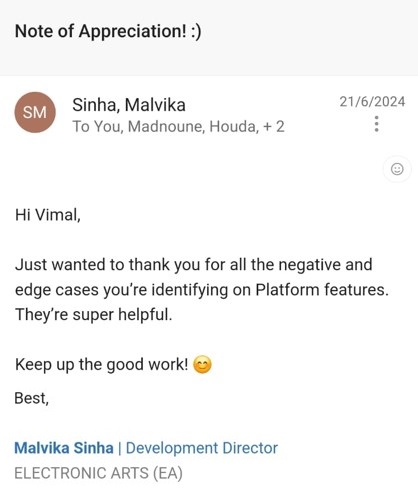 Note of Appreciation! :)
SM
Sinha, Malvika
21/6/2024
To You, Madnoune, Houda, + 2
Hi Vimal,
Just wanted to thank you for all the negative and
edge cases you’re identifying on Platform features.
They’re super helpful.
Keep up the good work! 😊
Best,
Malvika Sinha | Development Director
ELECTRONIC ARTS (EA)